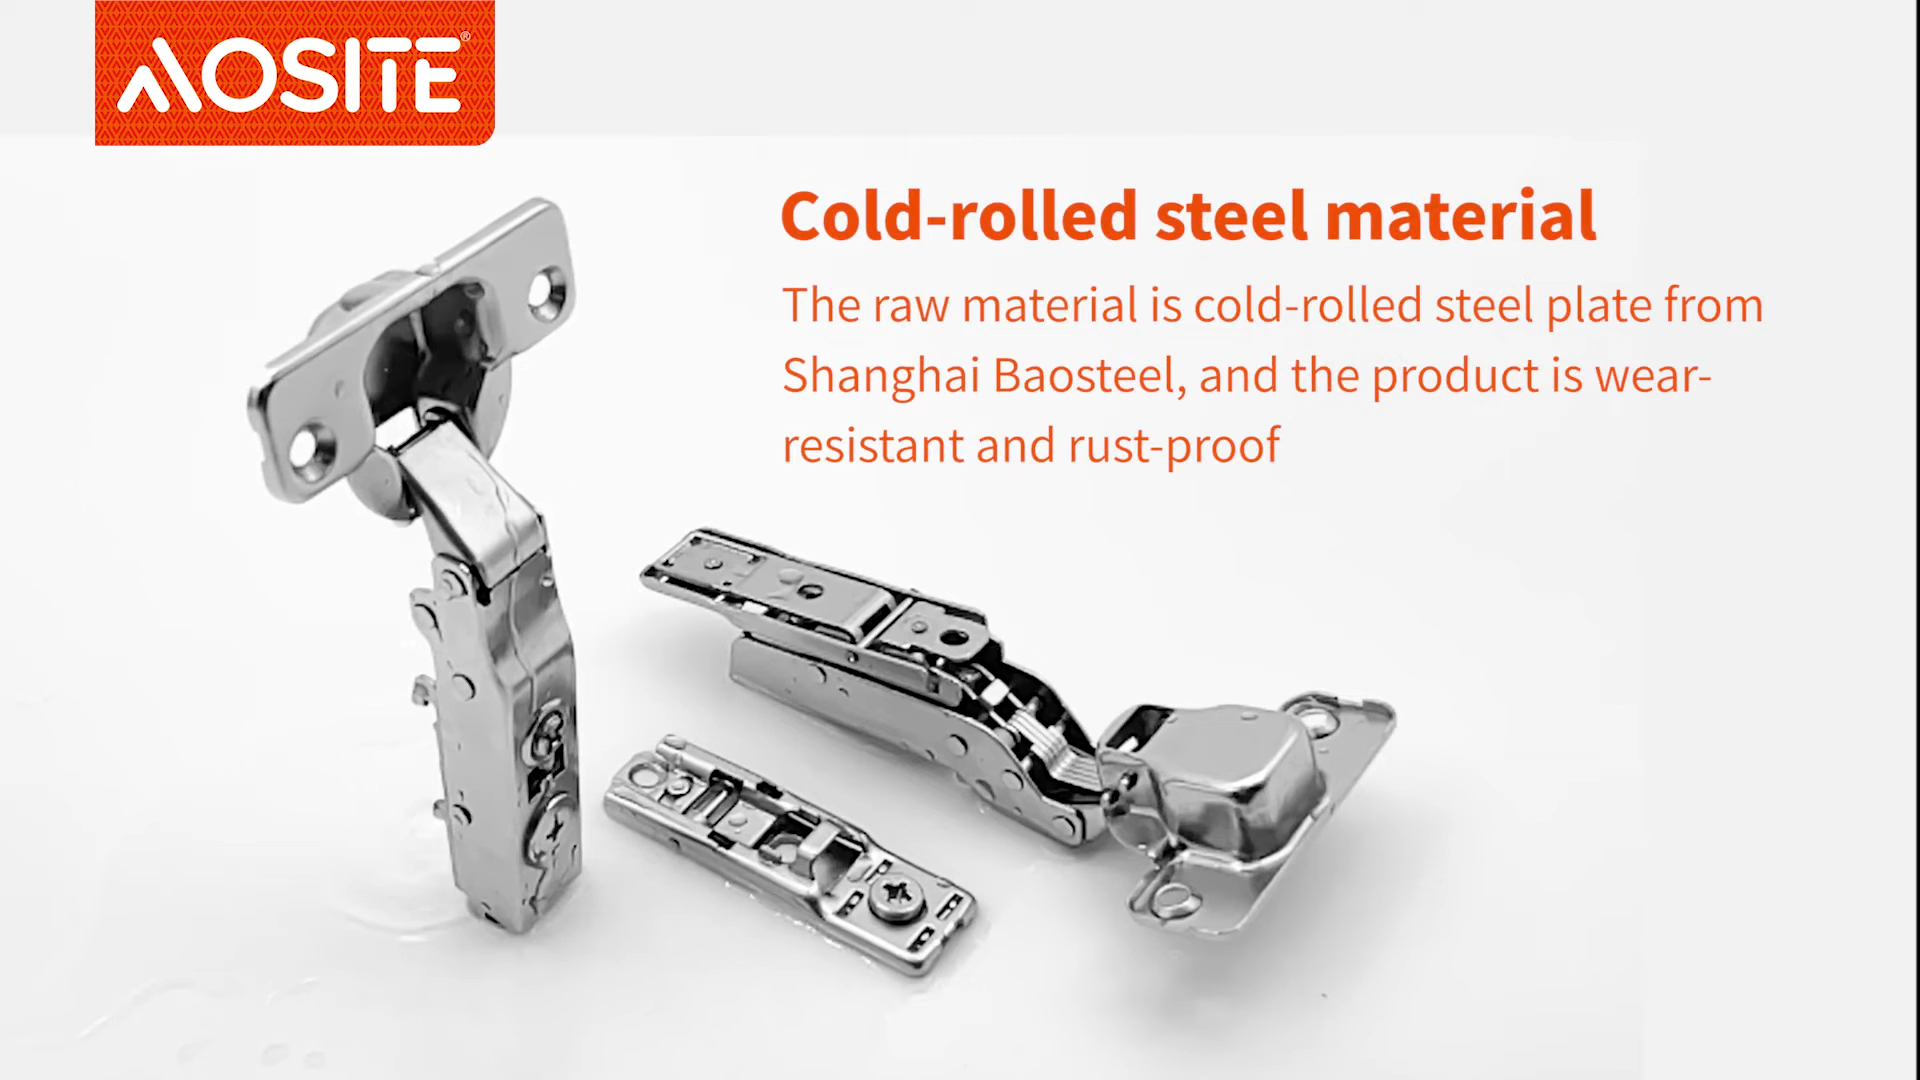 AOSITE®
Cold-rolled steel material
The raw material is cold-rolled steel plate from
Shanghai Baosteel, and the product is wear-
resistant and rust-proof